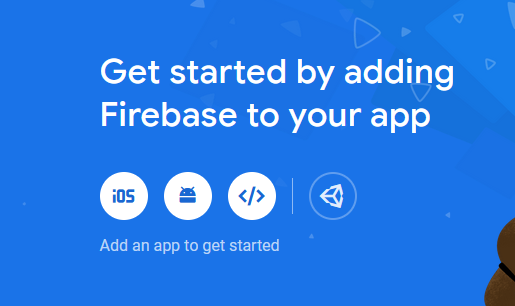 Get started by adding
Firebase to your app
iOS
</>
Add an app to get started